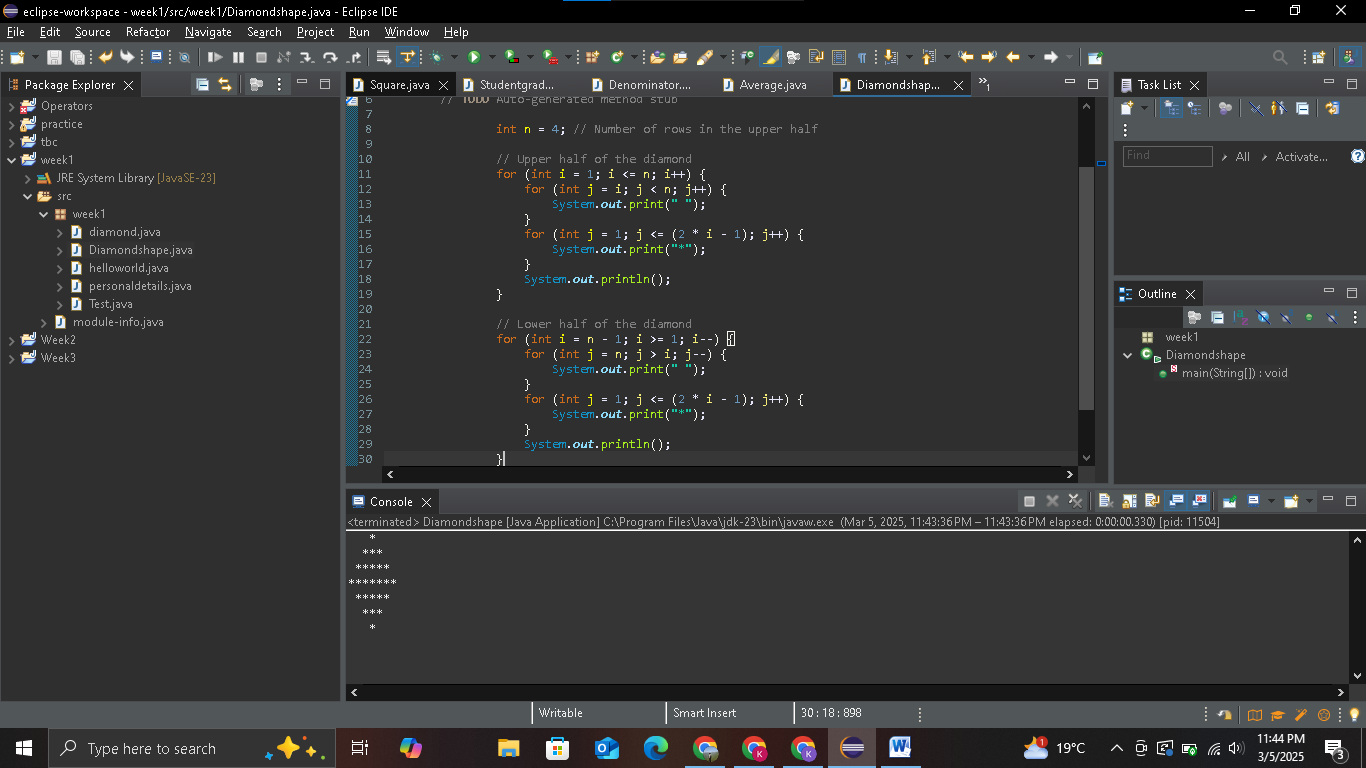 eclipse-workspace - week1/src/week1/Diamondshape.java - Eclipse IDE
File Edit Source Refactor Navigate Search Project Run Window Help
Package Explorer
Operators
practice
tbc
week1
JRE System Library [JavaSE-23]
src
week1
diamond.java
Diamondshape.java
helloworld.java
personaldetails.java
Test.java
module-info.java
Week2
Week3
Square.java Studentgrad... Denominator.... Average.java Diamondshap... »1
6 // TODO Auto-generated method stub
7
8 int n = 4; // Number of rows in the upper half
9
10 // Upper half of the diamond
11 for (int i = 1; i <= n; i++) {
12 for (int j = i; j < n; j++) {
13 System.out.print(" ");
14 }
15 for (int j = 1; j <= (2 * i - 1); j++) {
16 System.out.print("*");
17 }
18 System.out.println();
19 }
20
21 // Lower half of the diamond
22 for (int i = n - 1; i >= 1; i--) {
23 for (int j = n; j > i; j--) {
24 System.out.print(" ");
25 }
26 for (int j = 1; j <= (2 * i - 1); j++) {
27 System.out.print("*");
28 }
29 System.out.println();
30 }
Task List
Find All Activate...
Outline
week1
Diamondshape
main(String[]) : void
Console
<terminated> Diamondshape [Java Application] C:\Program Files\Java\jdk-23\bin\javaw.exe (Mar 5, 2025, 11:43:36 PM – 11:43:36 PM elapsed: 0:00:00.330) [pid: 11504]
   *
  ***
 *****
*******
 *****
  ***
   *
Writable Smart Insert 30 : 18 : 898
Type here to search
1 19°C 11:44 PM
3/5/2025 3